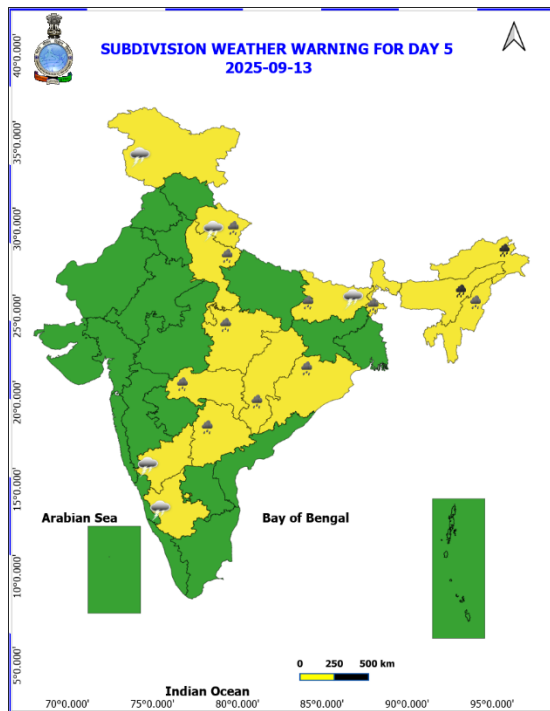 SUBDIVISION WEATHER WARNING FOR DAY 5
2025-09-13
40°0.000'
35°0.000'
30°0.000'
25°0.000'
20°0.000'
15°0.000'
10°0.000'
5°0.000'
Arabian Sea
Bay of Bengal
0 250 500 km
Indian Ocean
70°0.000' 75°0.000' 80°0.000' 85°0.000' 90°0.000' 95°0.000'